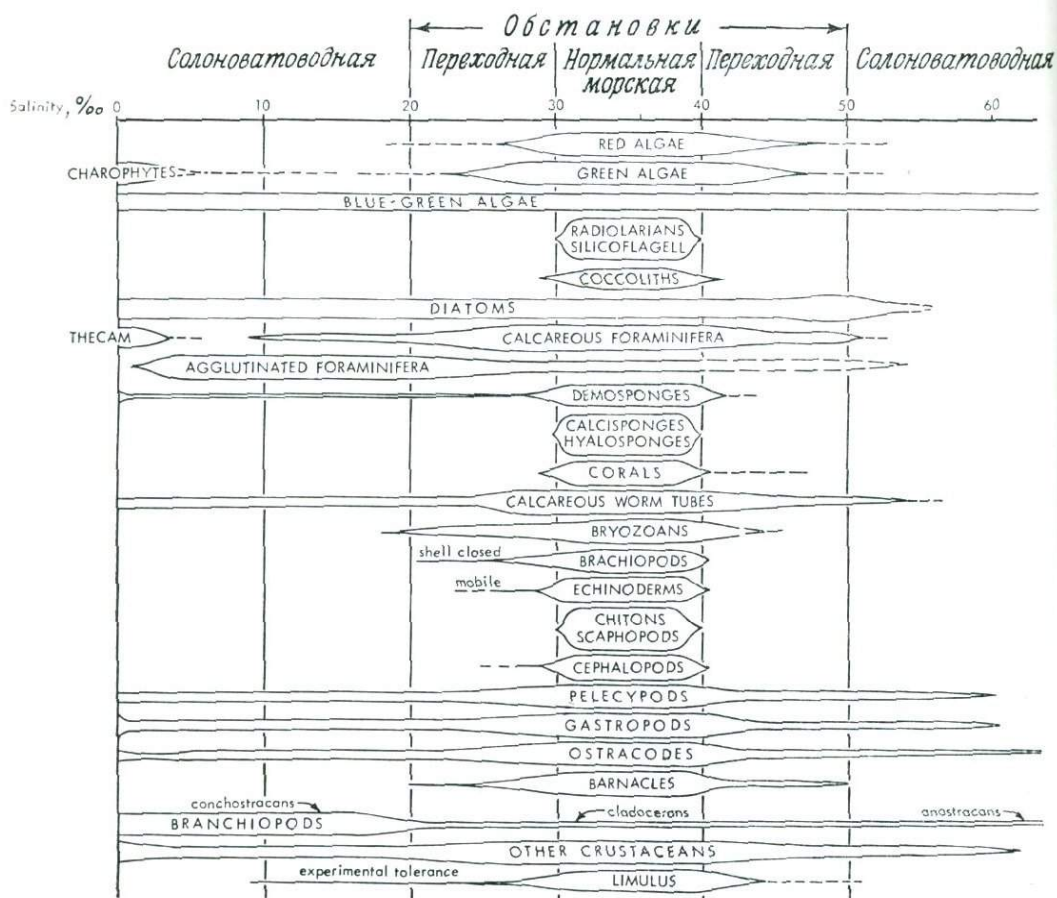 Обстановки
Солоноватоводная Переходная Нормальная Переходная Солоноватоводная
морская
Salinity, ‰ 0 10 20 30 40 50 60
RED ALGAE
CHAROPHYTES GREEN ALGAE
BLUE-GREEN ALGAE
RADIOLARIANS
SILICOFLAGELL
COCCOLITHS
DIATOMS
THECAM CALCAREOUS FORAMINIFERA
AGGLUTINATED FORAMINIFERA
DEMOSPONGES
CALCISPONGES
HYALOSPONGES
CORALS
CALCAREOUS WORM TUBES
BRYOZOANS
shell closed
BRACHIOPODS
mobile
ECHINODERMS
CHITONS
SCAPHOPODS
CEPHALOPODS
PELECYPODS
GASTROPODS
OSTRACODES
BARNACLES
conchostracans cladocerans anostracans
BRANCHIOPODS
OTHER CRUSTACEANS
experimental tolerance
LIMULUS